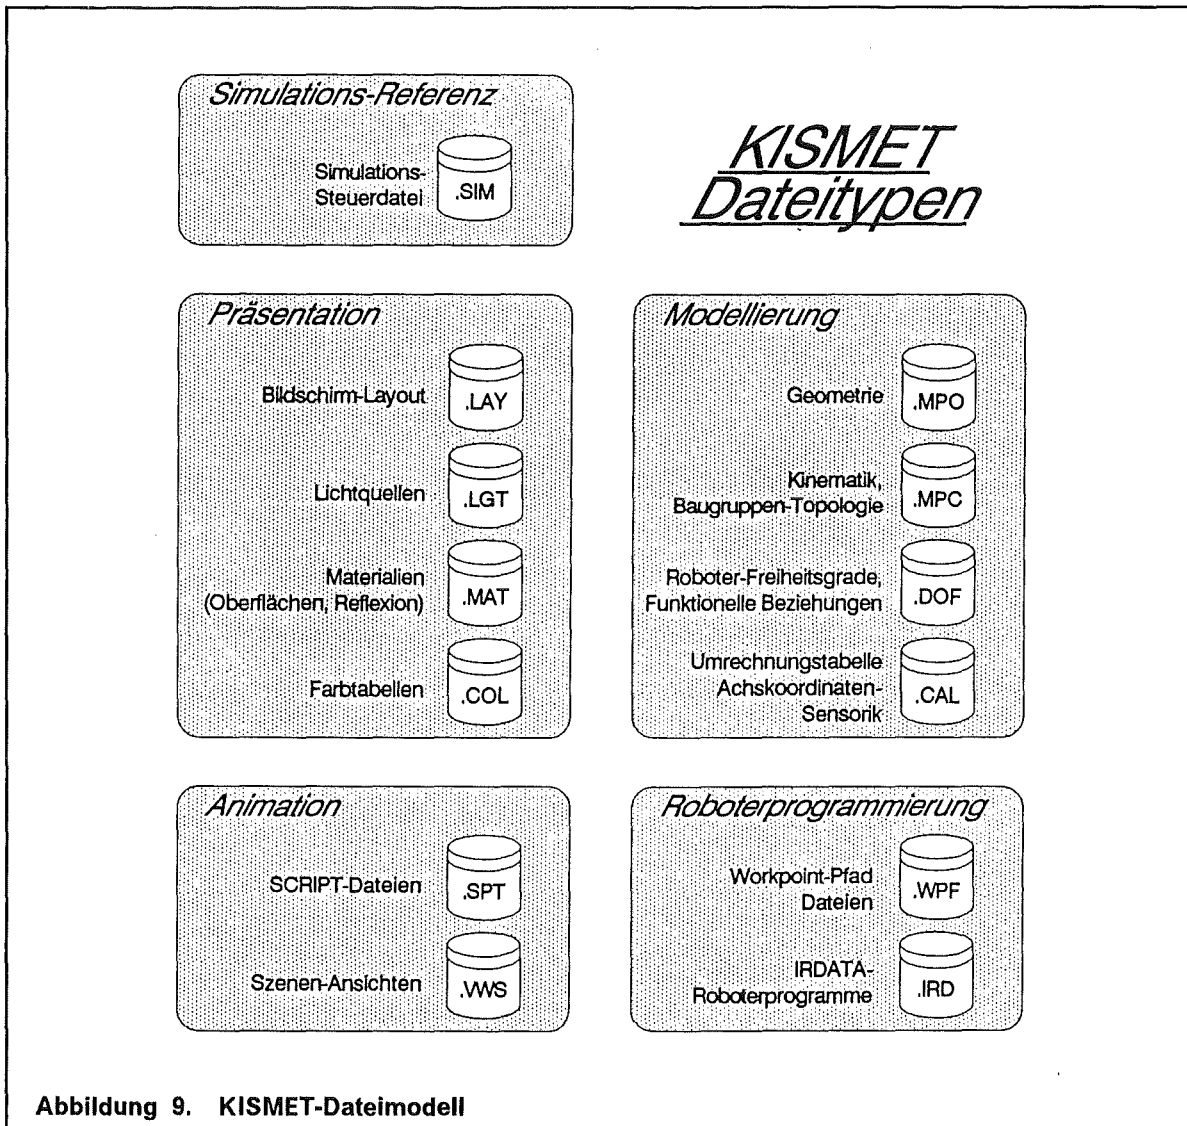 Simulations-Referenz
Simulations-
Steuerdatei
.SIM
KISMET
Dateitypen
Präsentation
Bildschirm-Layout
.LAY
Lichtquellen
.LGT
Materialien
(Oberflächen, Reflexion)
.MAT
Farbtabellen
.COL
Modellierung
Geometrie
.MPO
Kinematik,
Baugruppen-Topologie
.MPC
Roboter-Freiheitsgrade,
Funktionelle Beziehungen
.DOF
Umrechnungstabelle
Achskoordinaten-
Sensorik
.CAL
Animation
SCRIPT-Dateien
.SPT
Szenen-Ansichten
.VWS
Roboterprogrammierung
Workpoint-Pfad
Dateien
.WPF
IRDATA-
Roboterprogramme
.IRD
Abbildung 9. KISMET-Dateimodell